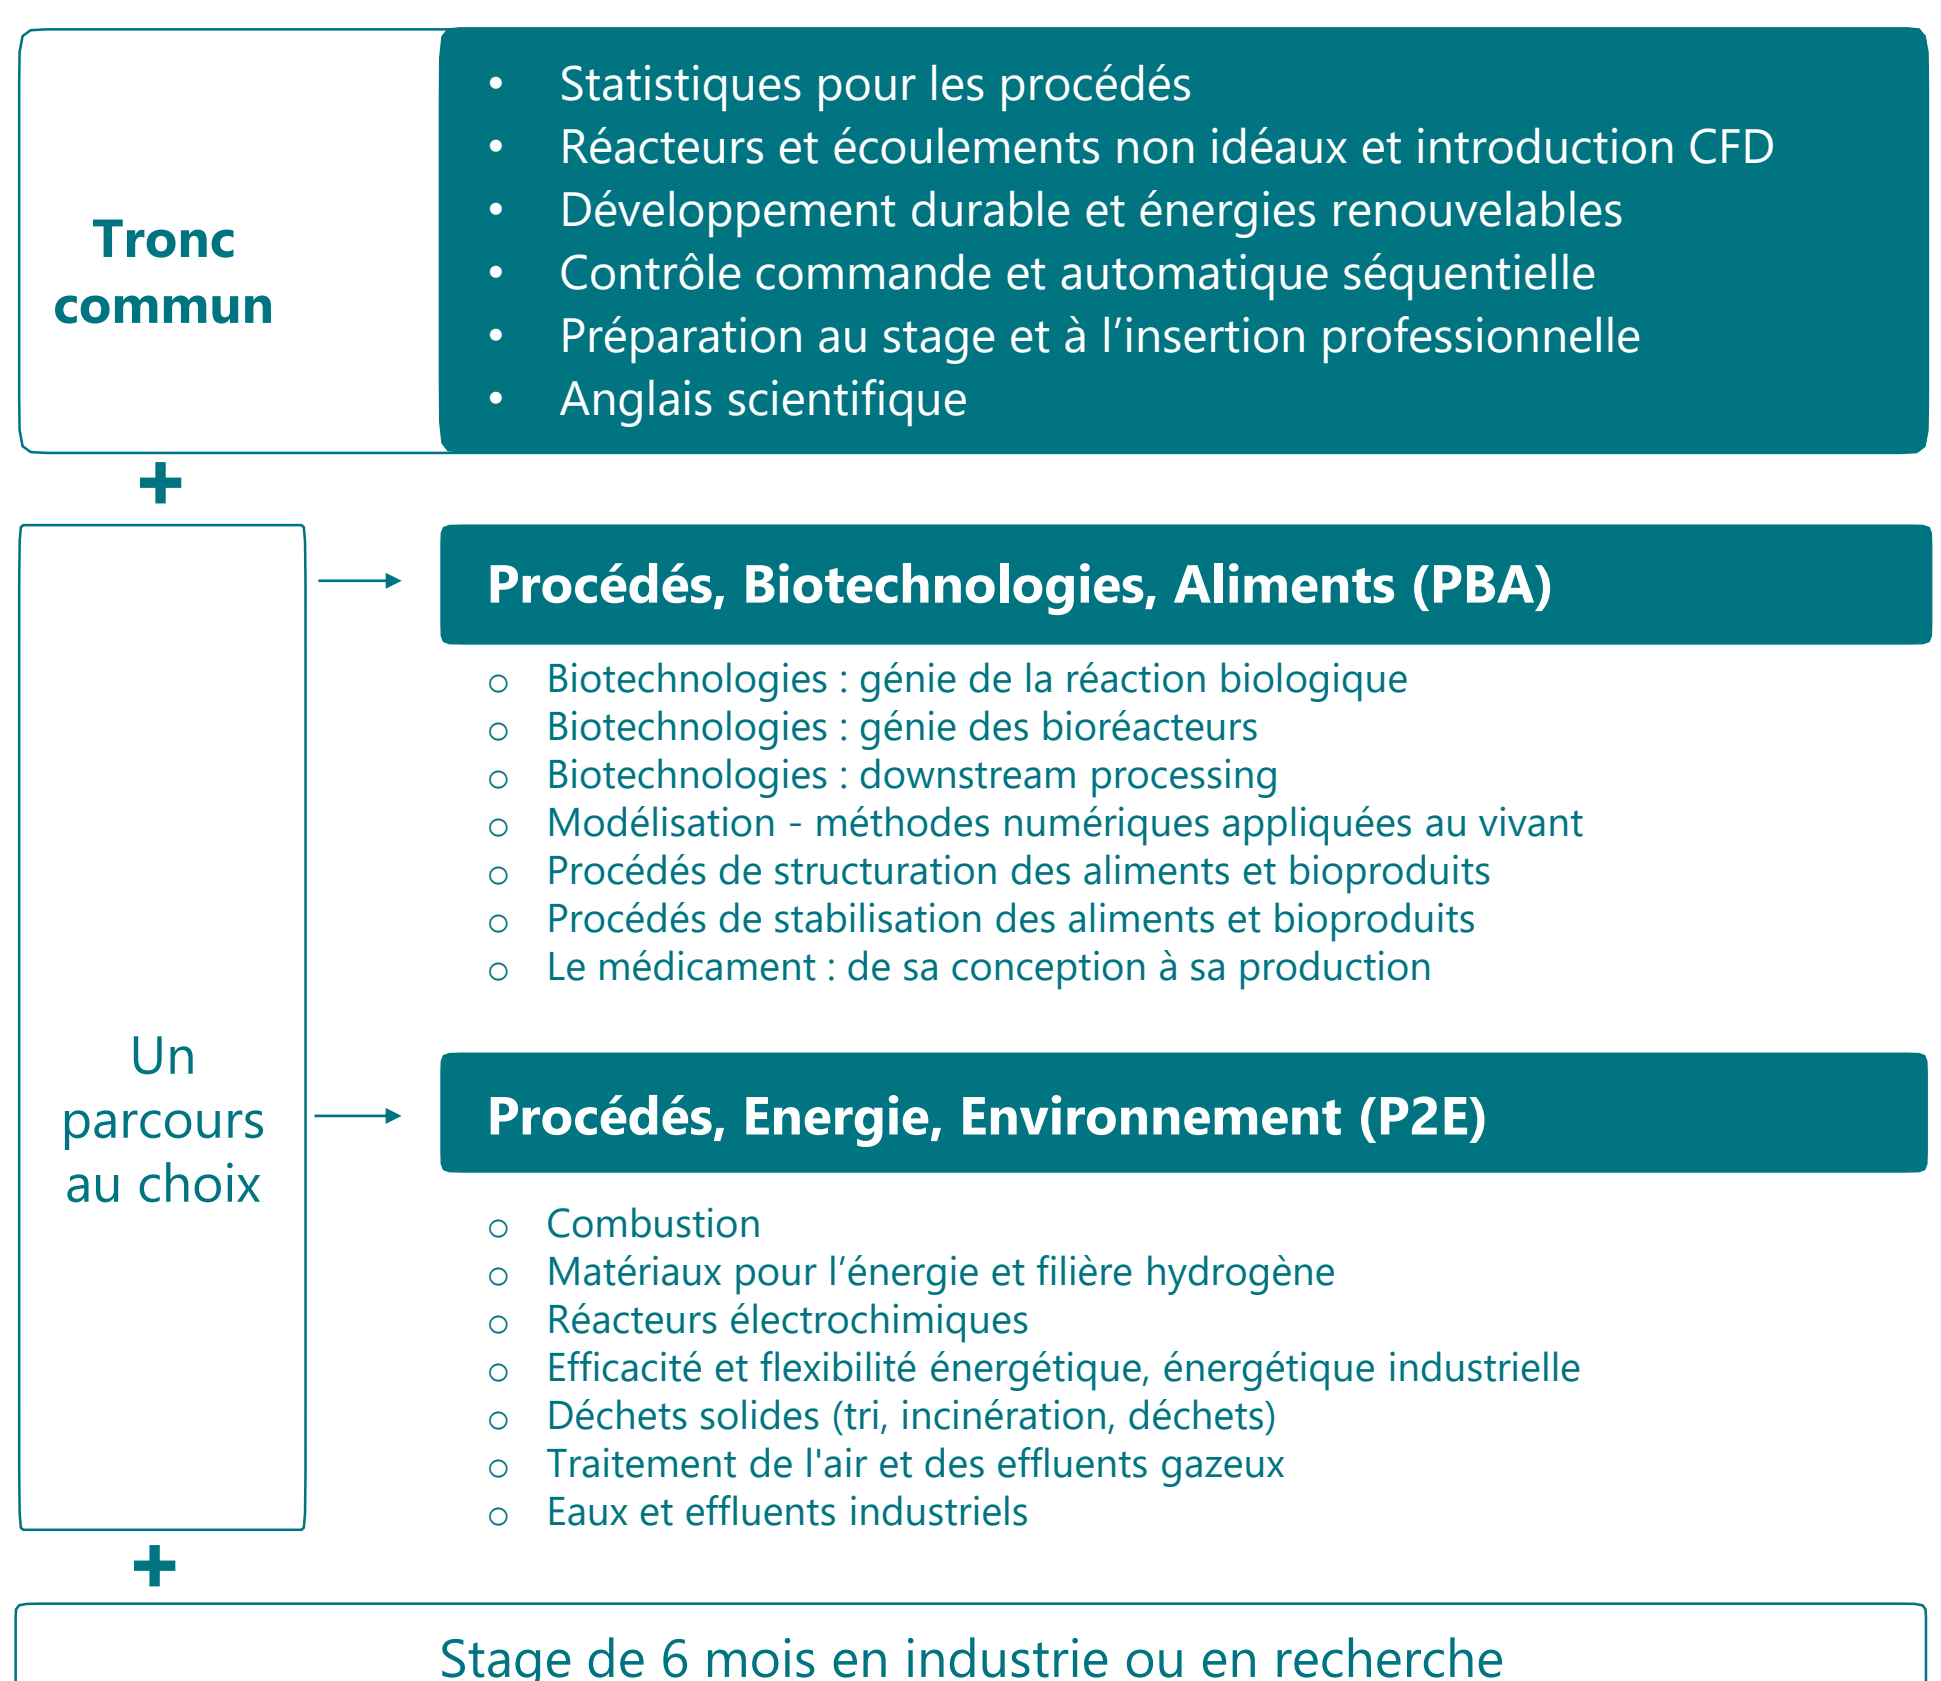 Tronc
commun
• Statistiques pour les procédés
• Réacteurs et écoulements non idéaux et introduction CFD
• Développement durable et énergies renouvelables
• Contrôle commande et automatique séquentielle
• Préparation au stage et à l’insertion professionnelle
• Anglais scientifique
+
Un
parcours
au choix
Procédés, Biotechnologies, Aliments (PBA)
o Biotechnologies : génie de la réaction biologique
o Biotechnologies : génie des bioréacteurs
o Biotechnologies : downstream processing
o Modélisation - méthodes numériques appliquées au vivant
o Procédés de structuration des aliments et bioproduits
o Procédés de stabilisation des aliments et bioproduits
o Le médicament : de sa conception à sa production
Procédés, Energie, Environnement (P2E)
o Combustion
o Matériaux pour l’énergie et filière hydrogène
o Réacteurs électrochimiques
o Efficacité et flexibilité énergétique, énergétique industrielle
o Déchets solides (tri, incinération, déchets)
o Traitement de l'air et des effluents gazeux
o Eaux et effluents industriels
+
Stage de 6 mois en industrie ou en recherche